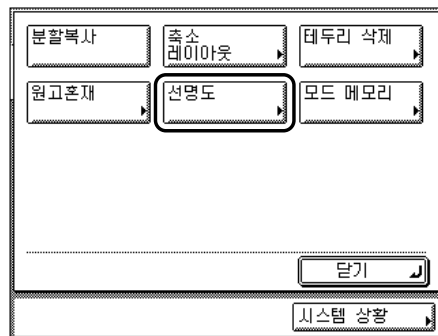 분할복사
축소
레이아웃
테두리 삭제
원고혼재
선명도
모드 메모리
닫기
시스템 상황